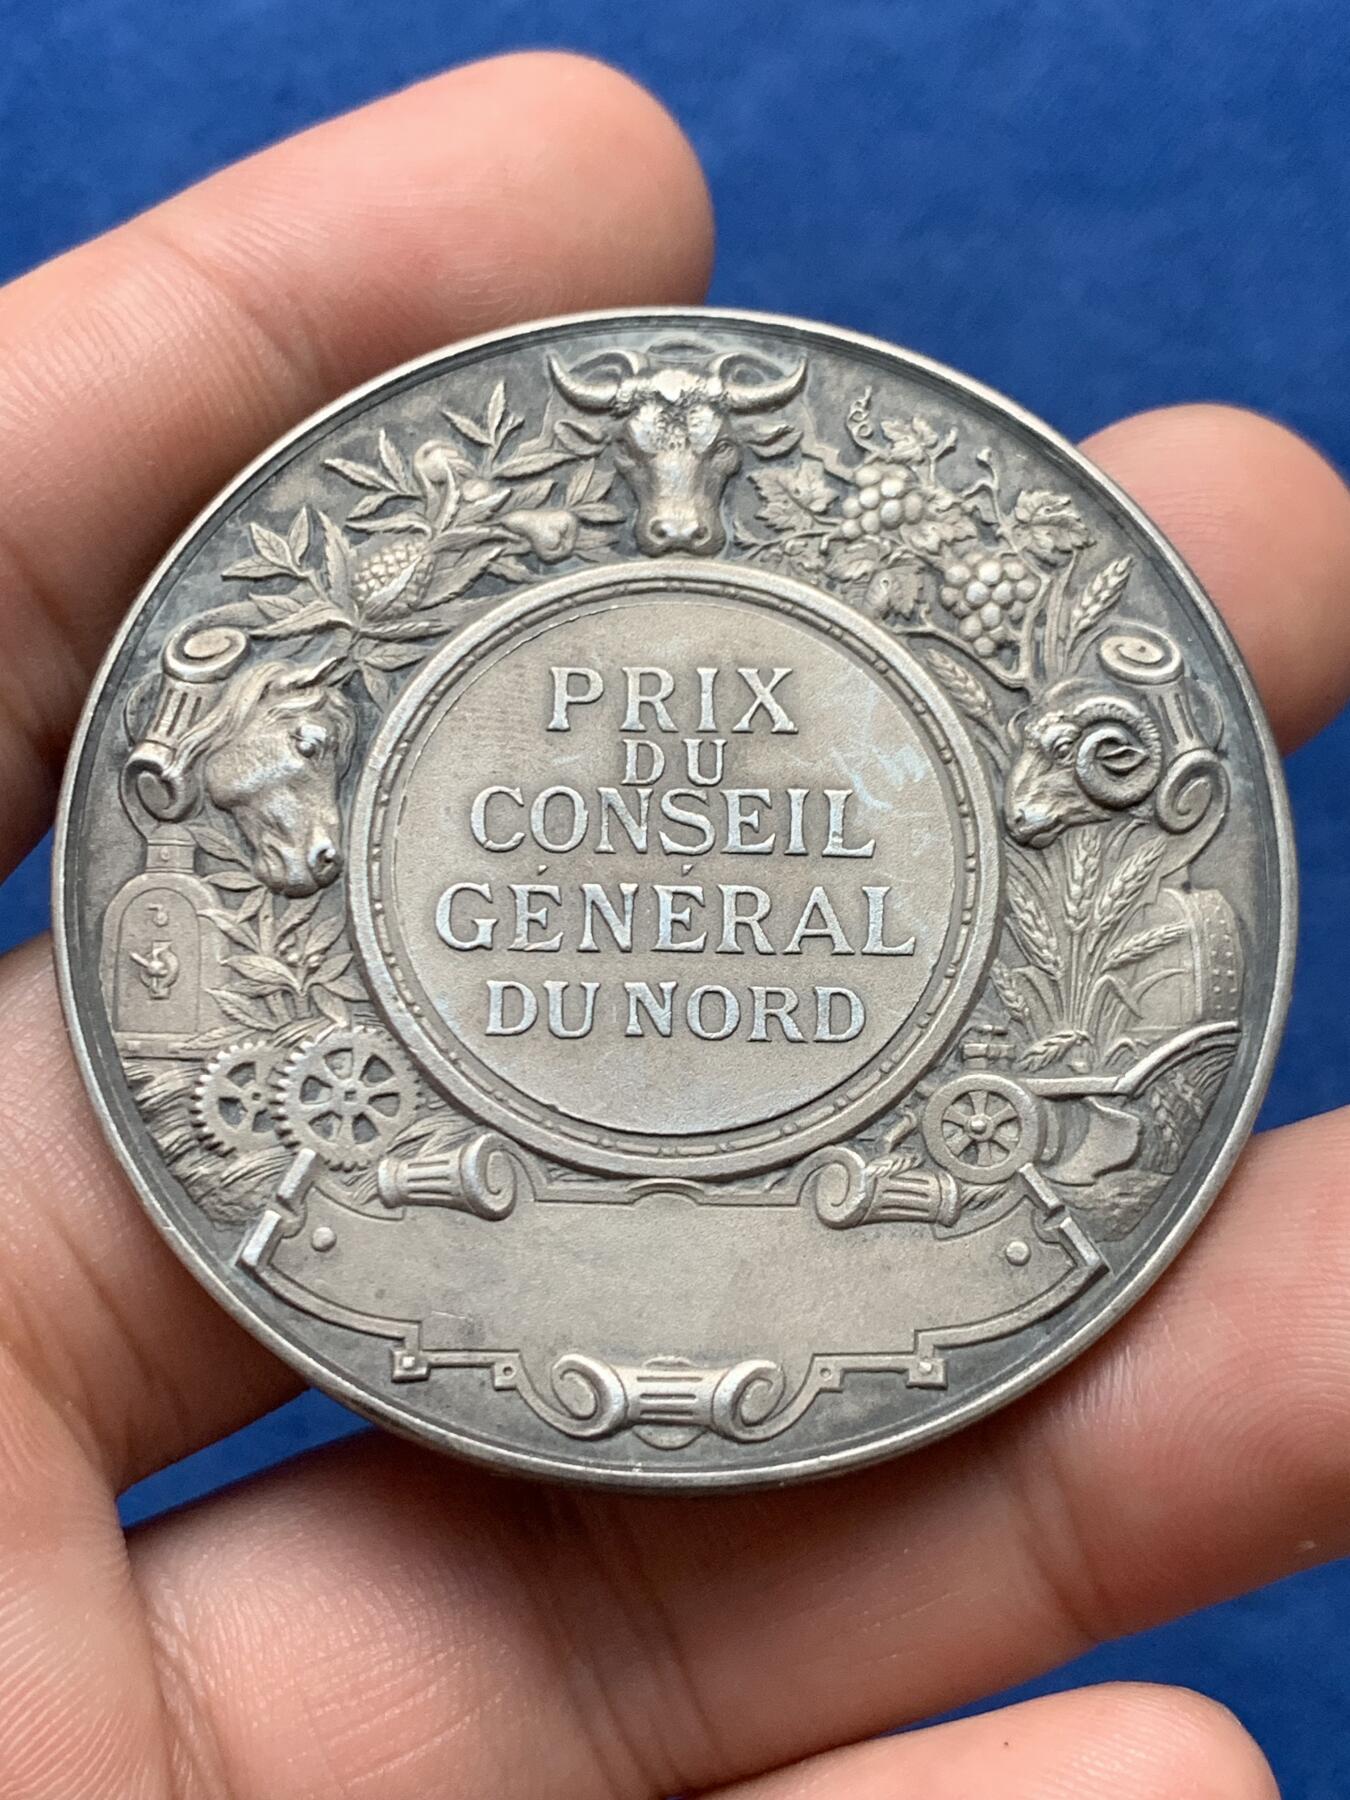 PRIX
DU
CONSEIL
GÉNÉRAL
DU NORD